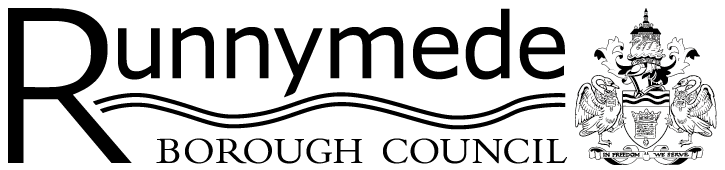 Runnymede
BOROUGH COUNCIL
IN FREEDOM WE SERVE